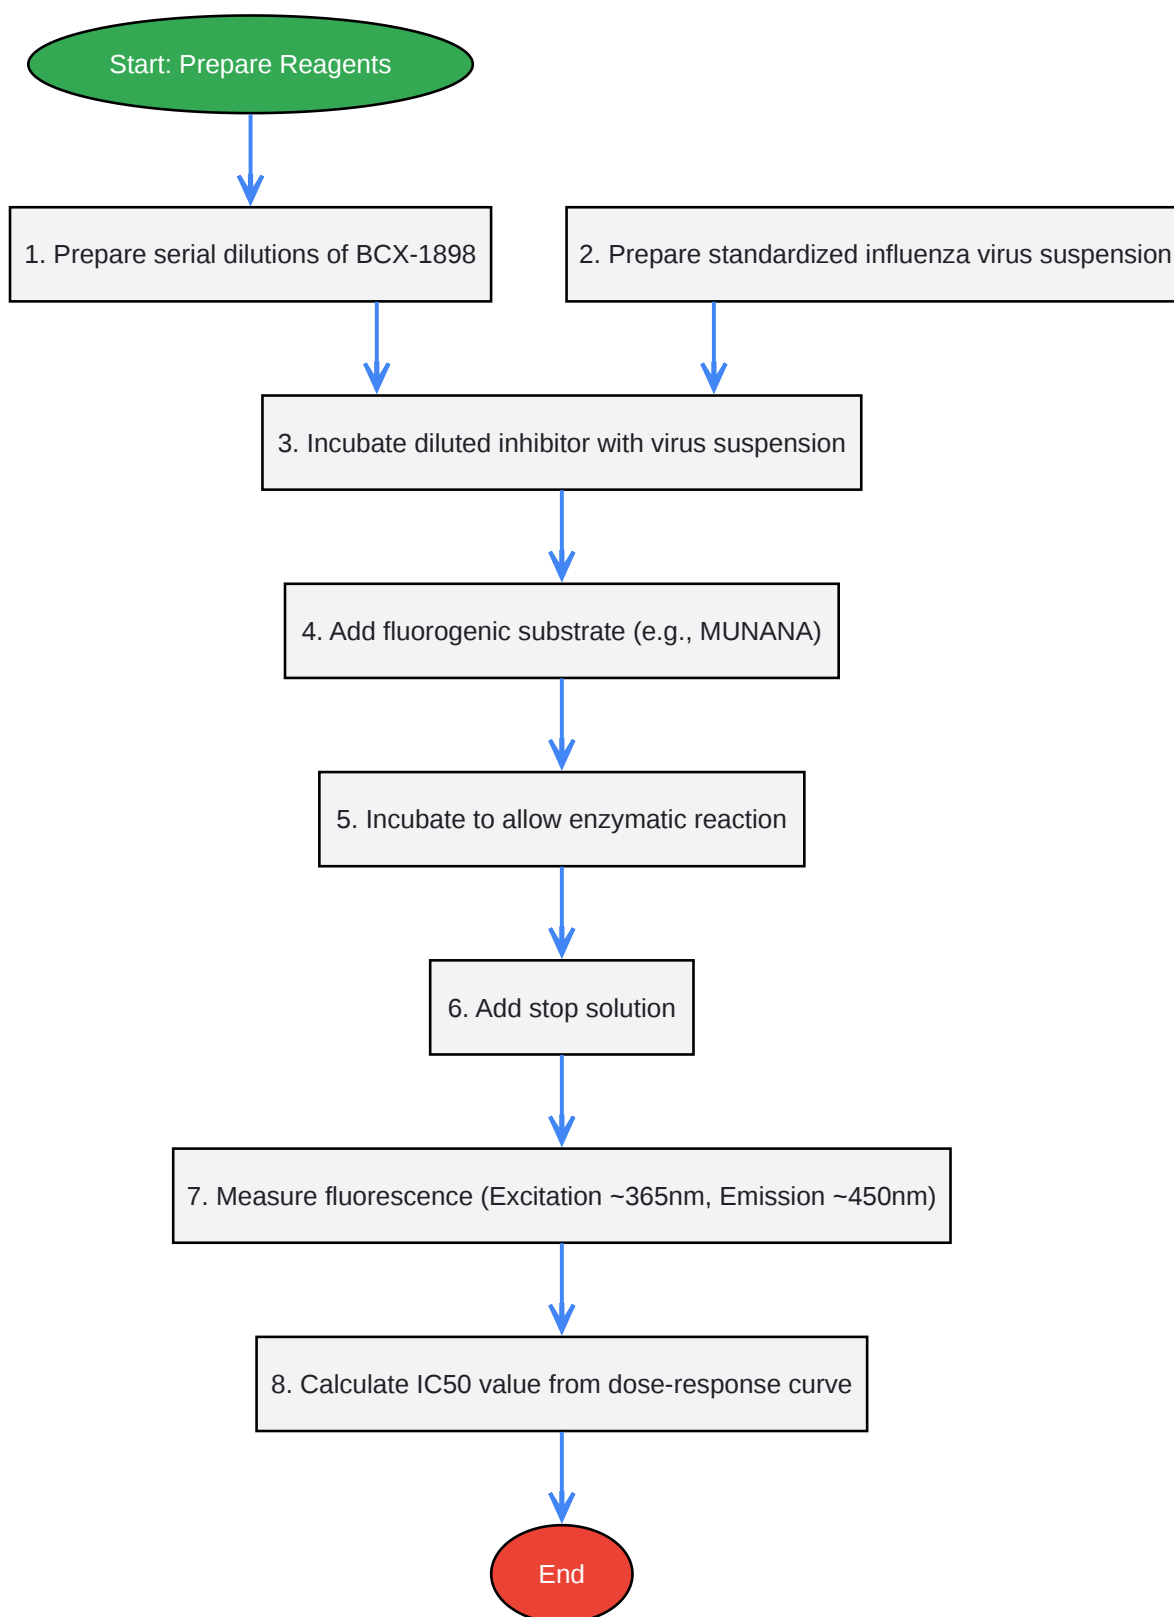 Start: Prepare Reagents
1. Prepare serial dilutions of BCX-1898
2. Prepare standardized influenza virus suspension
3. Incubate diluted inhibitor with virus suspension
4. Add fluorogenic substrate (e.g., MUNANA)
5. Incubate to allow enzymatic reaction
6. Add stop solution
7. Measure fluorescence (Excitation ~365nm, Emission ~450nm)
8. Calculate IC50 value from dose-response curve
End